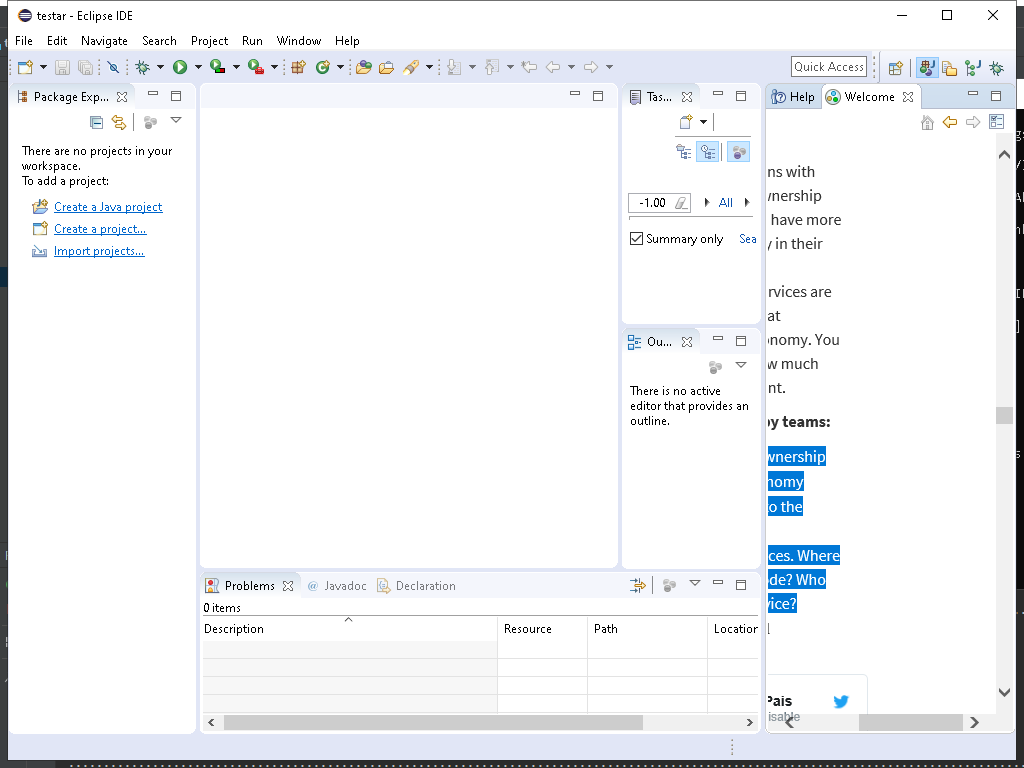 testar - Eclipse IDE
File Edit Navigate Search Project Run Window Help
Quick Access
Package Exp...
There are no projects in your
workspace.
To add a project:
Create a Java project
Create a project...
Import projects...
Tas...
-1.00
All
Summary only
Sea
Ou...
There is no active
editor that provides an
outline.
Help
Welcome
ns with
nership
have more
in their
rvices are
at
onomy. You
w much
nt.
y teams:
wnership
nomy
o the
ces. Where
de? Who
vice?
Pais
isable
Problems
@ Javadoc
Declaration
0 items
Description Resource Path Location